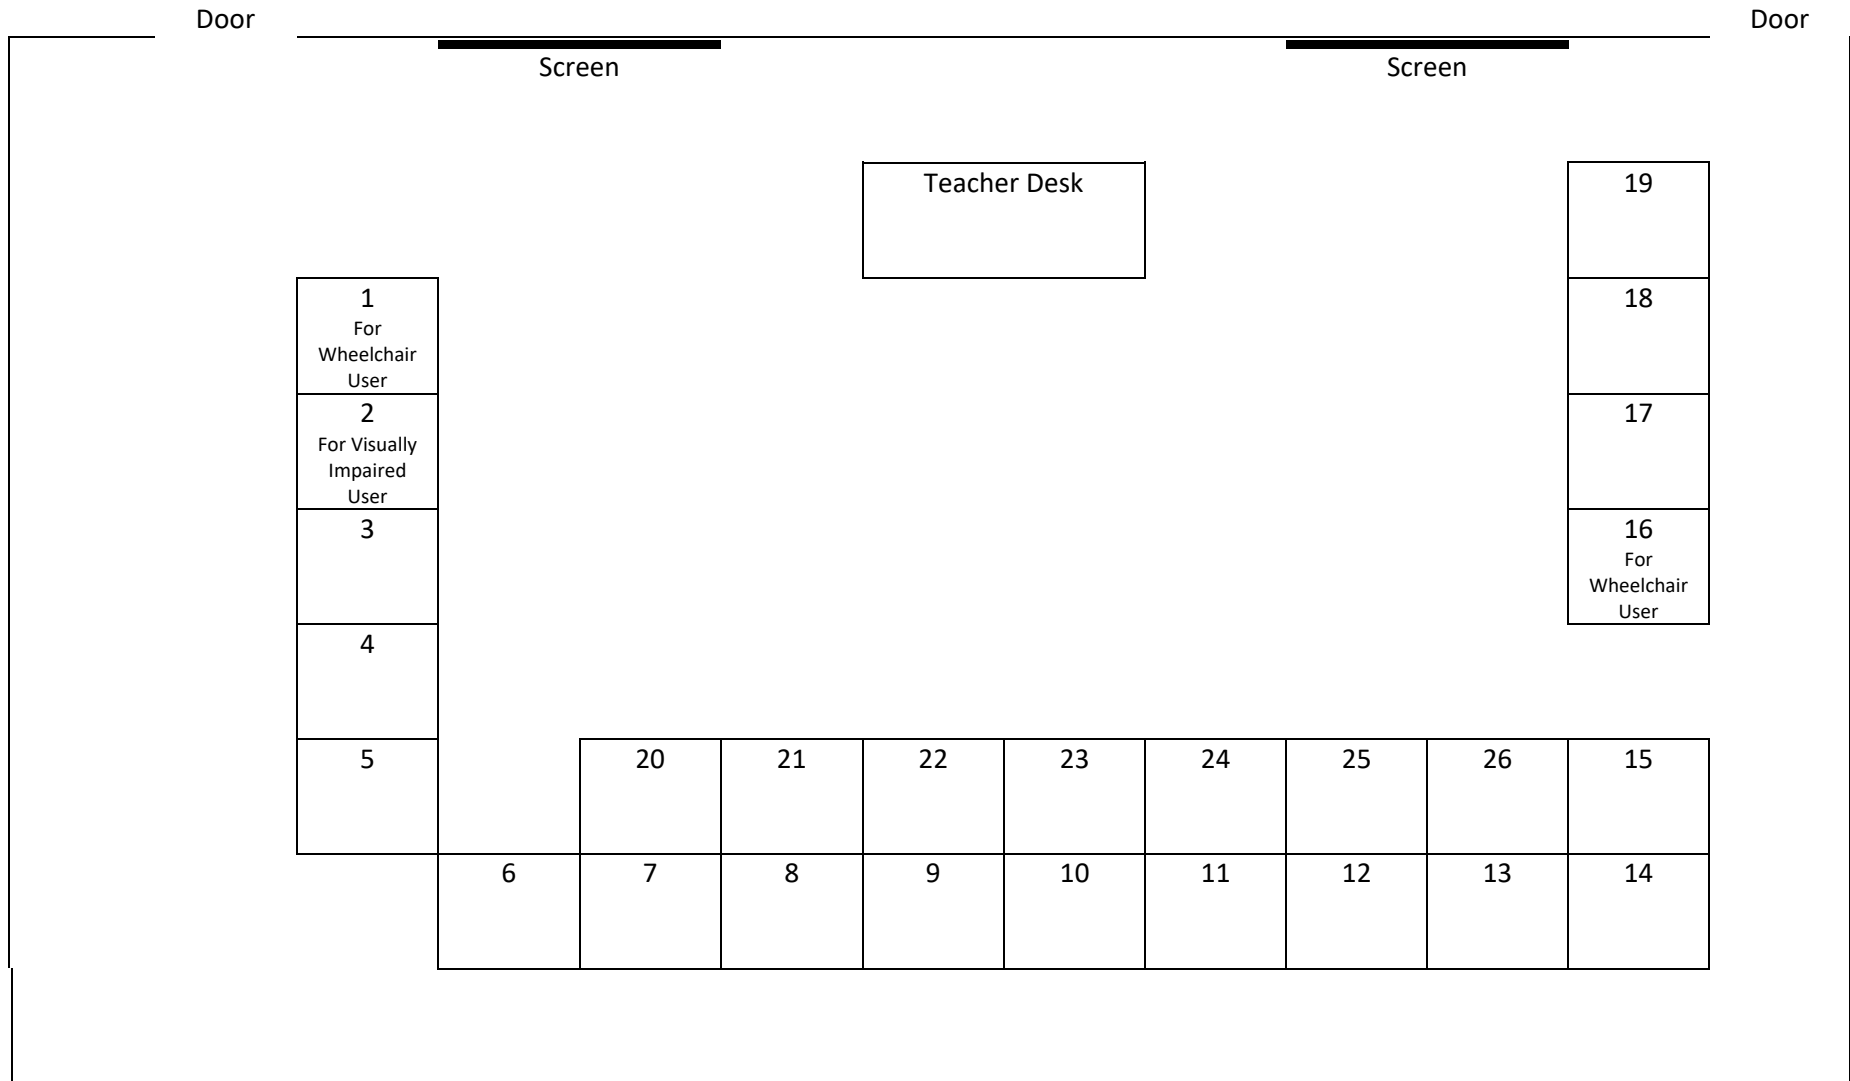 Door
Door
Screen
Screen
Teacher Desk
19
1
For
Wheelchair
User
18
2
For Visually
Impaired
User
17
3
16
For
Wheelchair
User
4
5
20
21
22
23
24
25
26
15
6
7
8
9
10
11
12
13
14